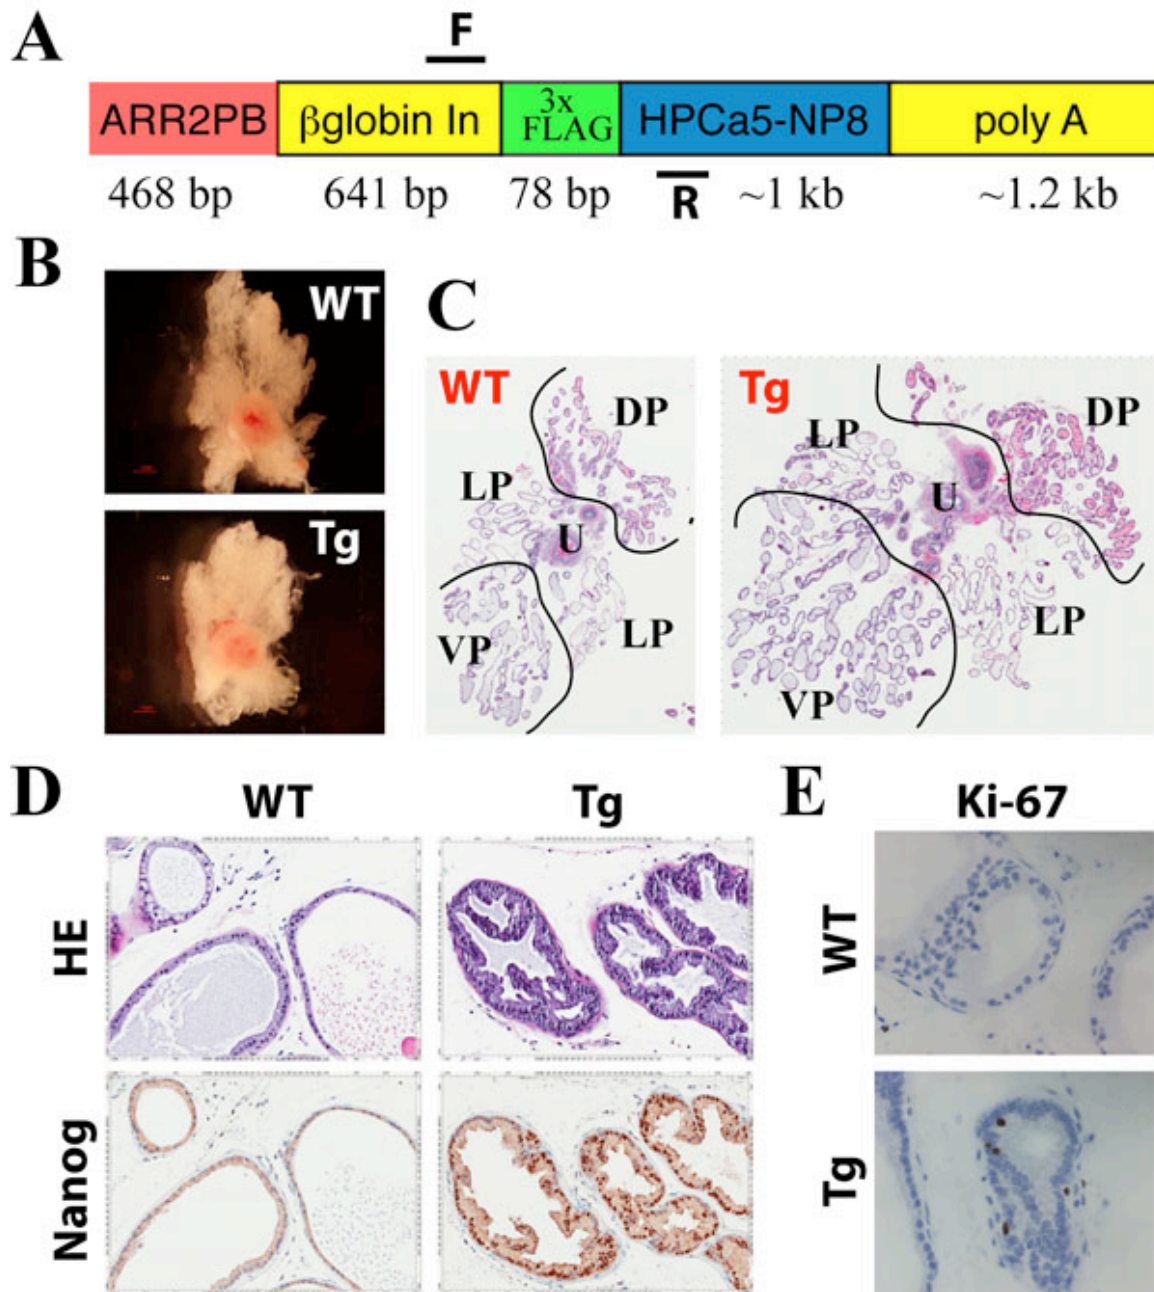 A
F
ARR2PB
βglobin In
3x
FLAG
HPCa5-NP8
poly A
468 bp
641 bp
78 bp
R
~1 kb
~1.2 kb
B
WT
Tg
C
WT
DP
LP
U
VP
LP
Tg
LP
DP
U
LP
VP
D
WT
Tg
HE
Nanog
E
Ki-67
WT
Tg